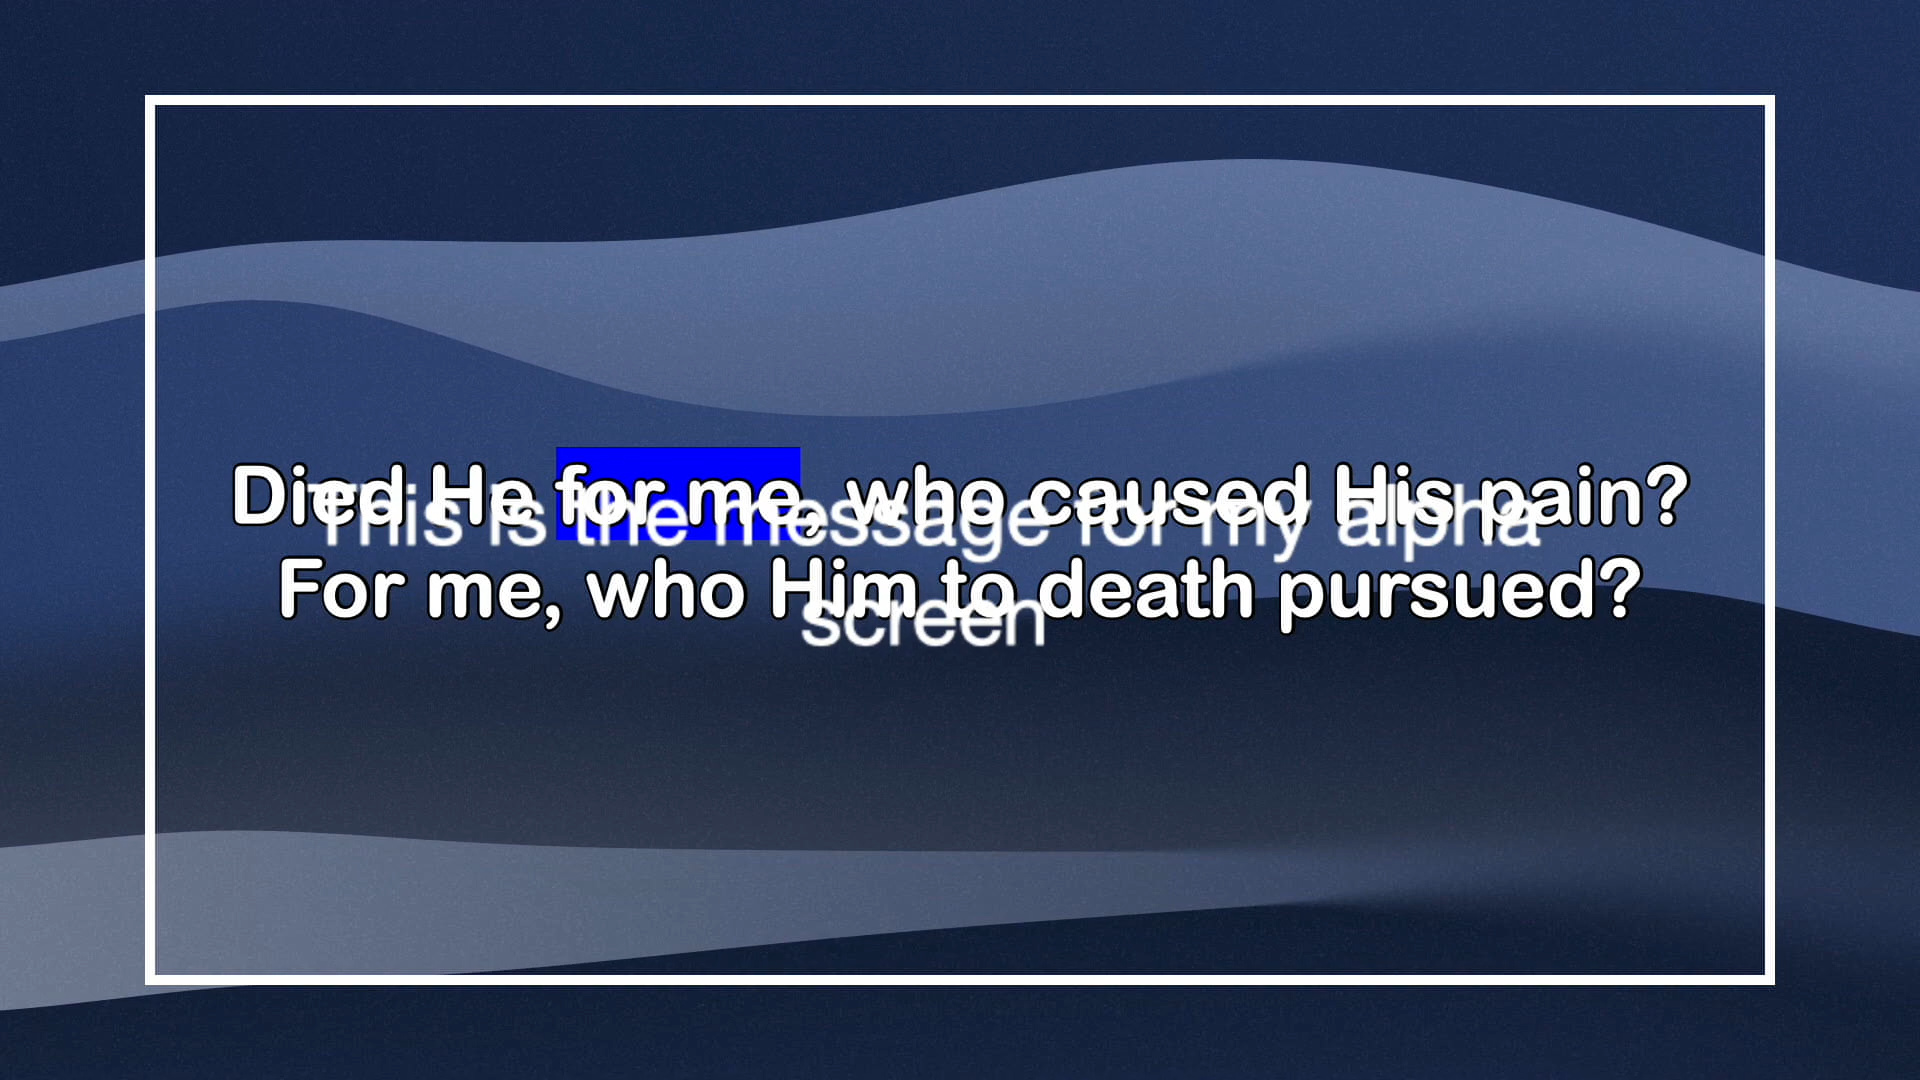 Died He for me, who caused His pain?
For me, who Him to death pursued?
This is the message for my alpha
screen